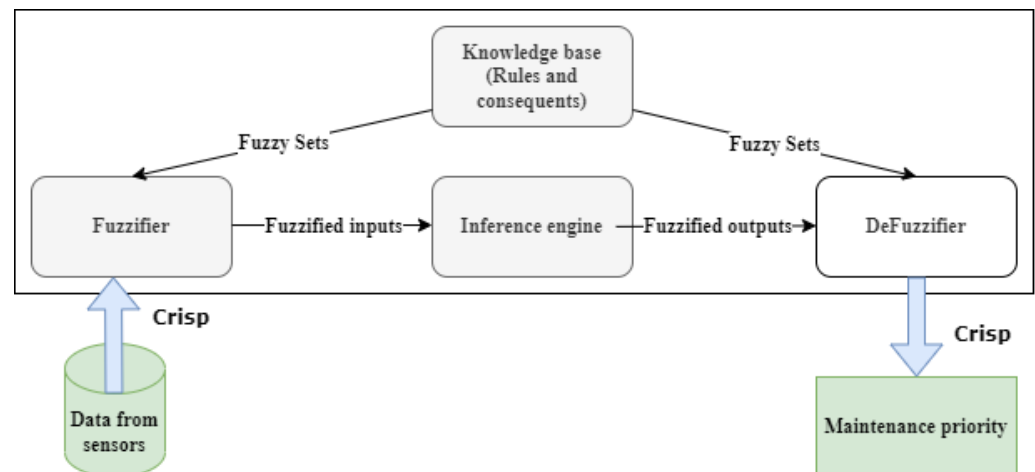 Knowledge base
(Rules and
consequents)
Fuzzy Sets
Fuzzy Sets
Fuzzifier
Fuzzified inputs
Inference engine
Fuzzified outputs
DeFuzzifier
Crisp
Crisp
Data from
sensors
Maintenance priority